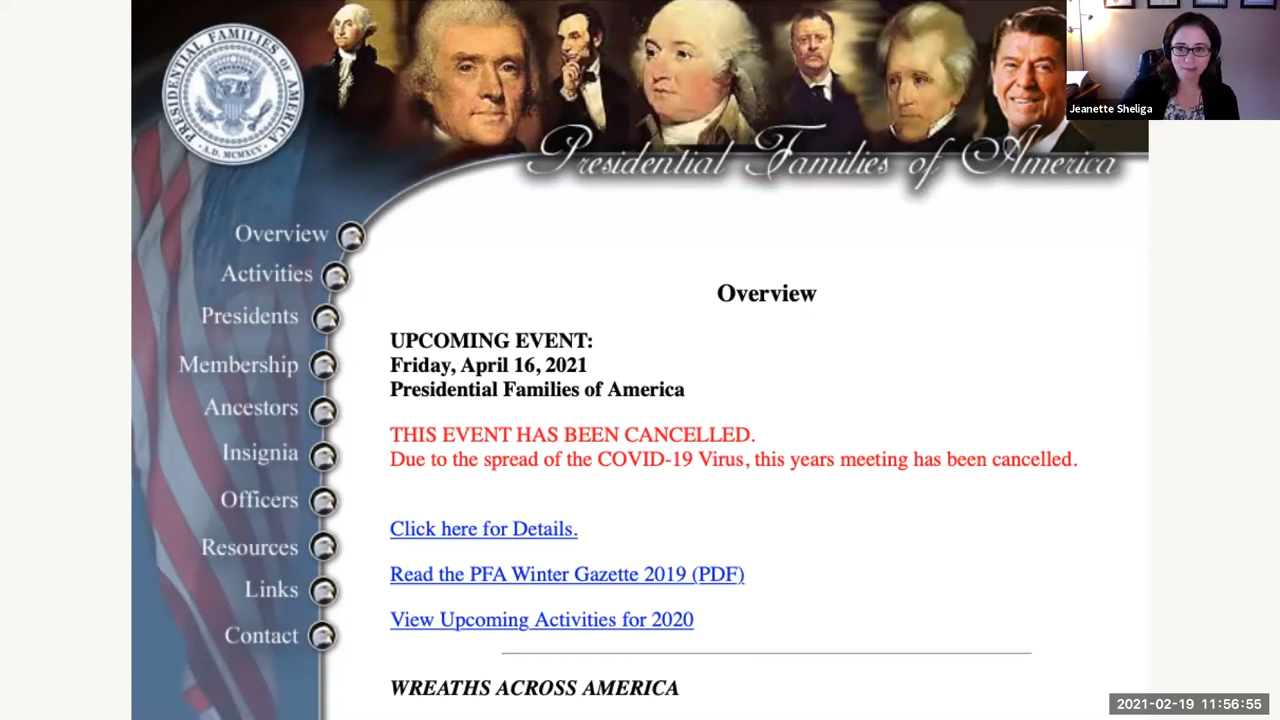 PRESIDENTIAL FAMILIES OF AMERICA
• A.D. MCMXCV •
Presidential Families of America
Jeanette Sheliga
Overview
Activities
Presidents
Membership
Ancestors
Insignia
Officers
Resources
Links
Contact
Overview
UPCOMING EVENT:
Friday, April 16, 2021
Presidential Families of America
THIS EVENT HAS BEEN CANCELLED.
Due to the spread of the COVID-19 Virus, this years meeting has been cancelled.
Click here for Details.
Read the PFA Winter Gazette 2019 (PDF)
View Upcoming Activities for 2020
WREATHS ACROSS AMERICA
2021-02-19 11:56:55